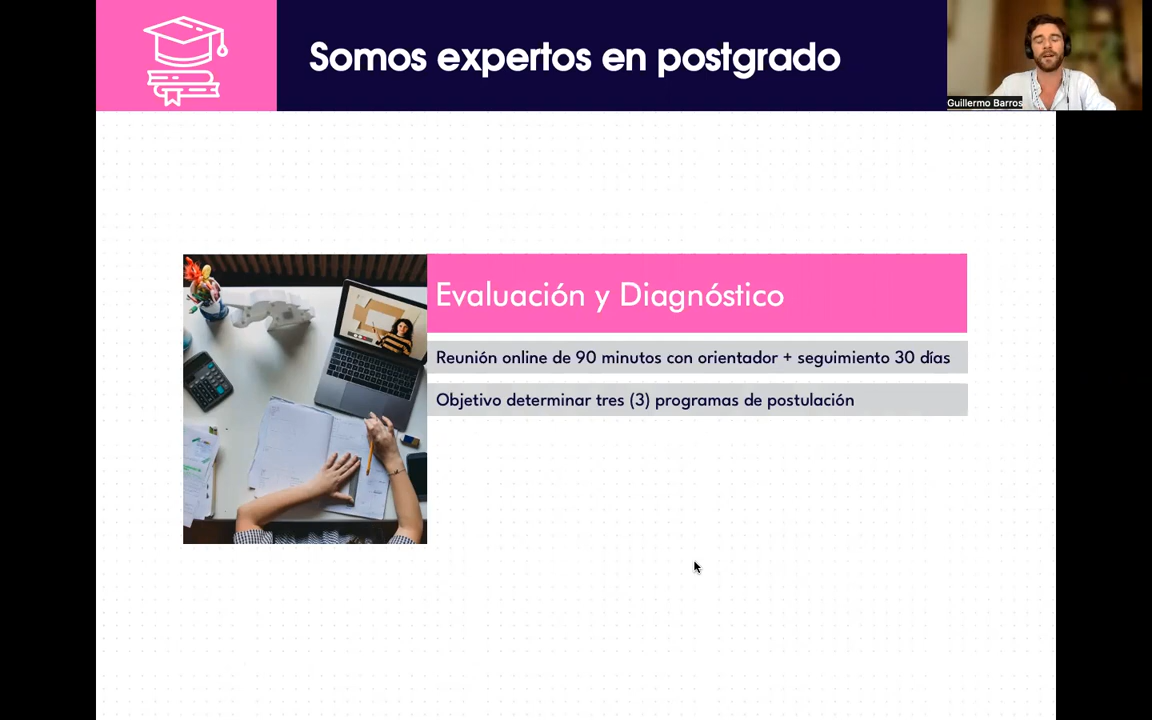 Somos expertos en postgrado
Guillermo Barros
Evaluación y Diagnóstico
Reunión online de 90 minutos con orientador + seguimiento 30 días
Objetivo determinar tres (3) programas de postulación